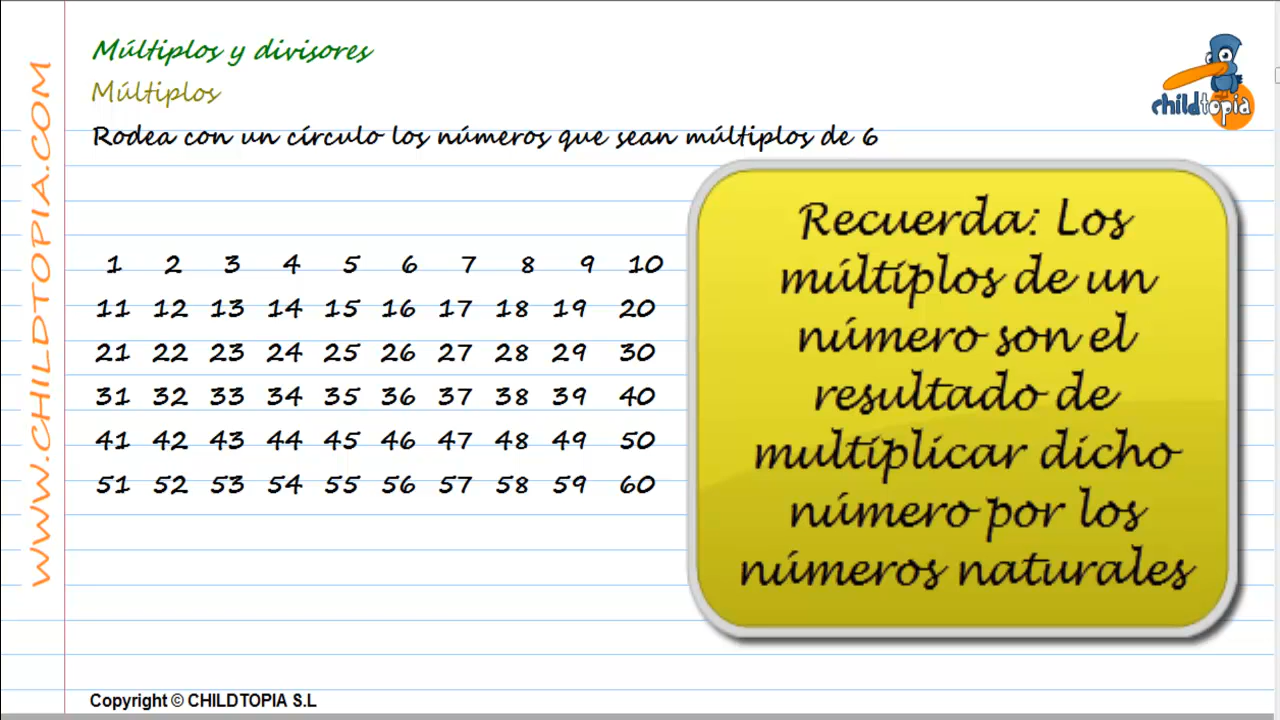 Múltiplos y divisores
Múltiplos
Rodea con un círculo los números que sean múltiplos de 6
childtopia
WWW.CHILDTOPIA.COM
1 2 3 4 5 6 7 8 9 10
11 12 13 14 15 16 17 18 19 20
21 22 23 24 25 26 27 28 29 30
31 32 33 34 35 36 37 38 39 40
41 42 43 44 45 46 47 48 49 50
51 52 53 54 55 56 57 58 59 60
Recuerda: Los
múltiplos de un
número son el
resultado de
multiplicar dicho
número por los
números naturales
Copyright © CHILDTOPIA S.L